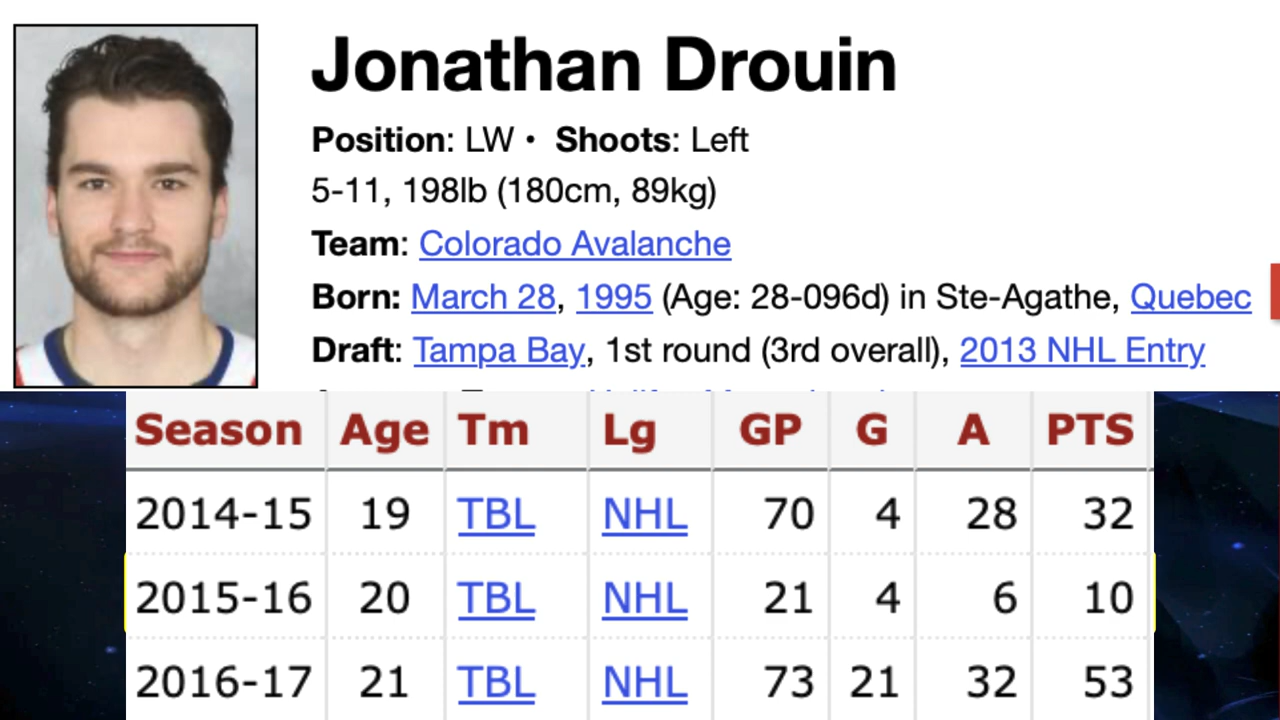 Jonathan Drouin
Position: LW • Shoots: Left
5-11, 198lb (180cm, 89kg)
Team: Colorado Avalanche
Born: March 28, 1995 (Age: 28-096d) in Ste-Agathe, Quebec
Draft: Tampa Bay, 1st round (3rd overall), 2013 NHL Entry
Season Age Tm Lg GP G A PTS
2014-15 19 TBL NHL 70 4 28 32
2015-16 20 TBL NHL 21 4 6 10
2016-17 21 TBL NHL 73 21 32 53